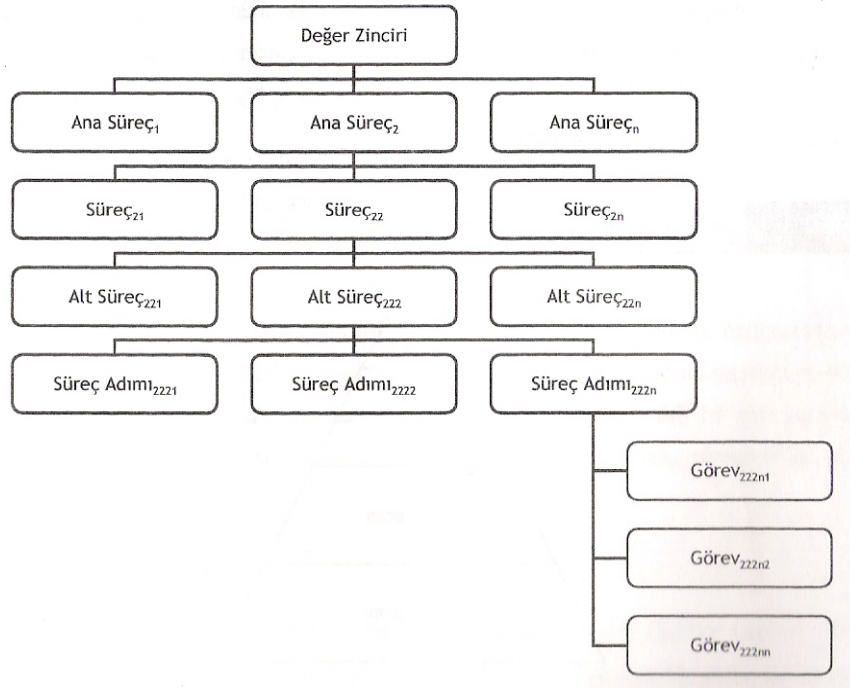 Değer Zinciri
Ana Süreç₁
Ana Süreç₂
Ana Süreçₙ
Süreç₂₁
Süreç₂₂
Süreç₂ₙ
Alt Süreç₂₂₁
Alt Süreç₂₂₂
Alt Süreç₂₂ₙ
Süreç Adımı₂₂₂₁
Süreç Adımı₂₂₂₂
Süreç Adımı₂₂₂ₙ
Görev₂₂₂ₙ₁
Görev₂₂₂ₙ₂
Görev₂₂₂ₙₙ